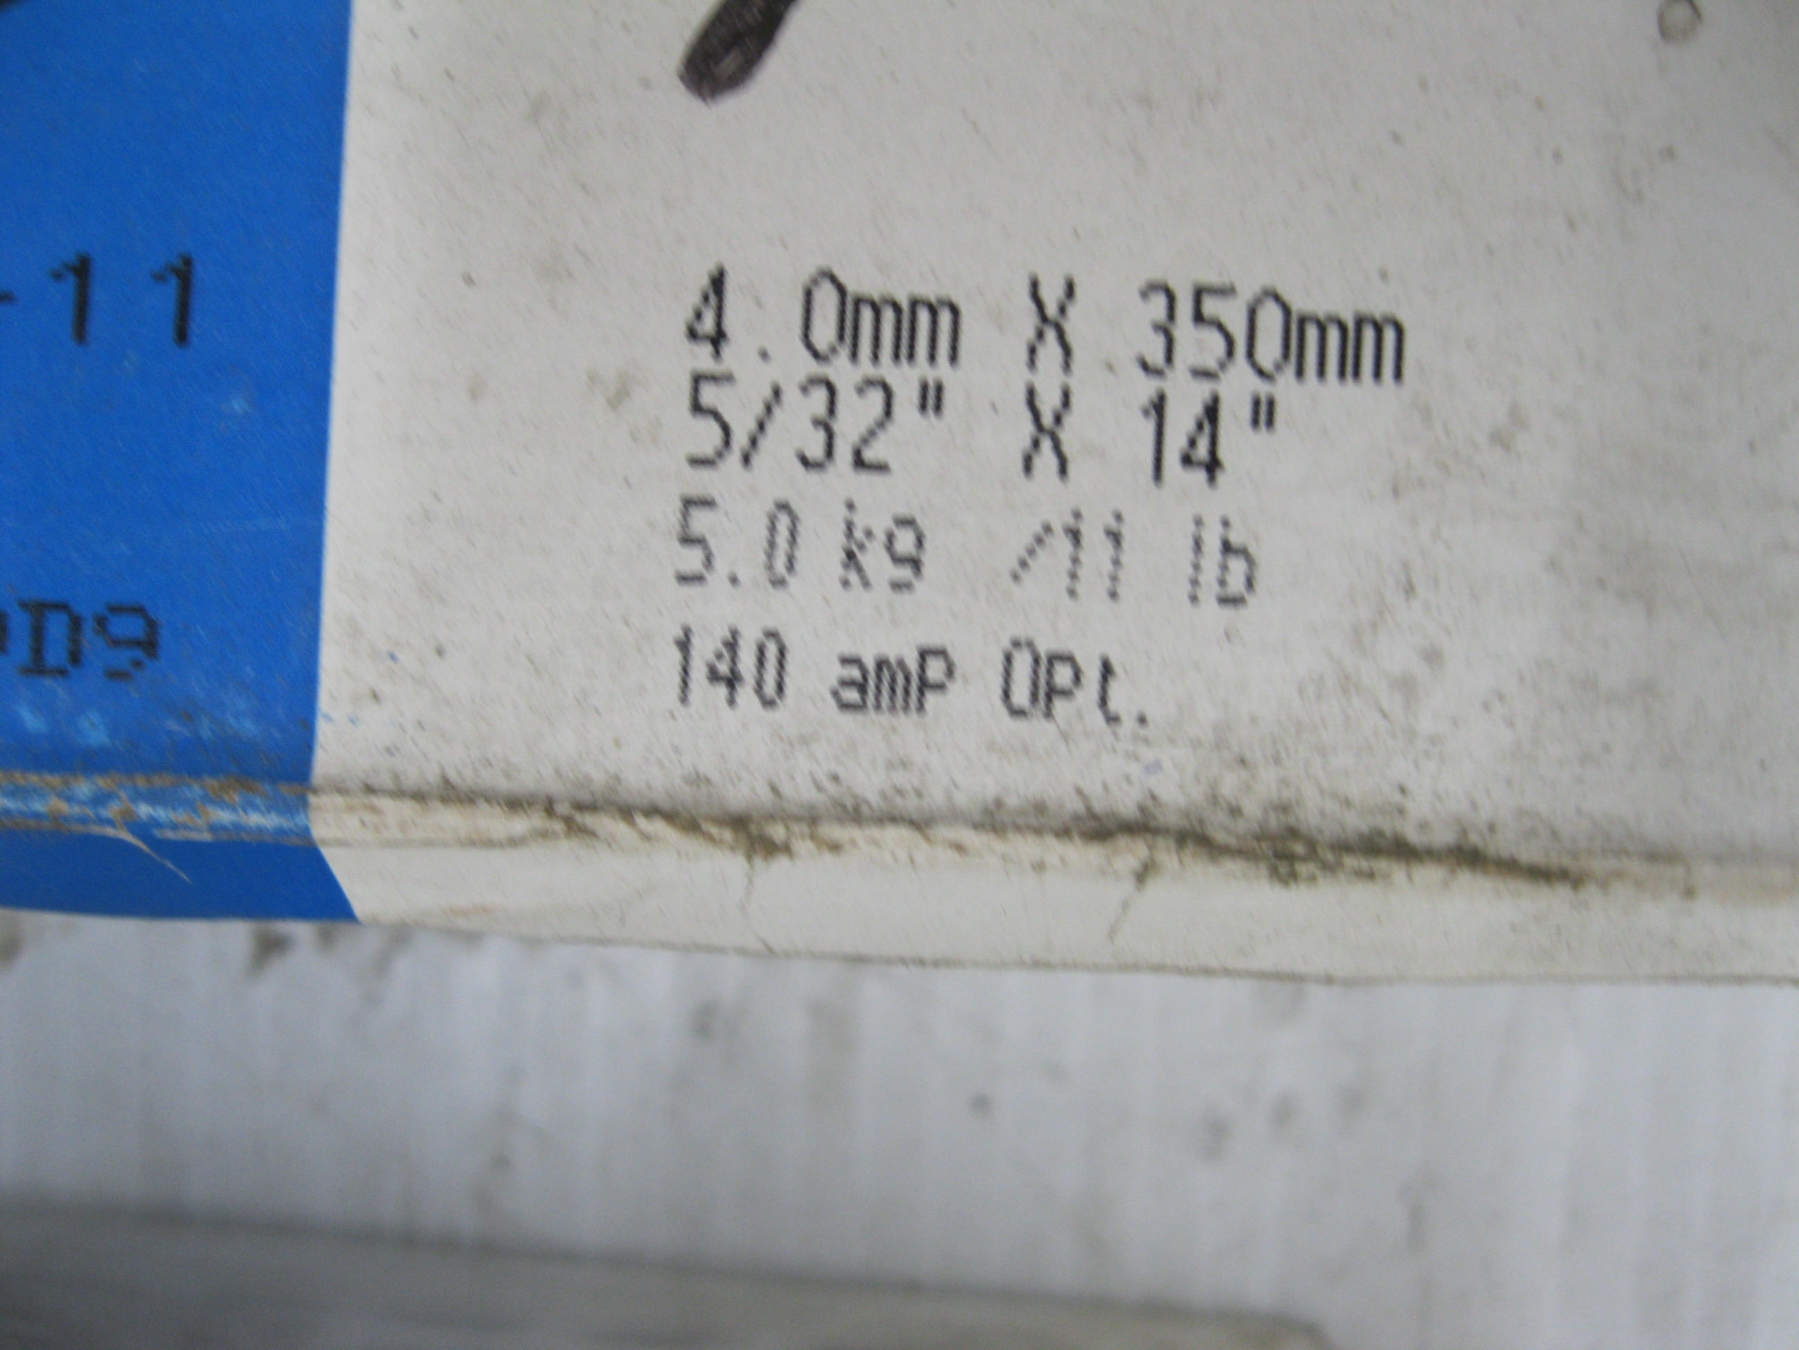 -11
4.0mm X 350mm
5/32" X 14"
5.0 kg /11 lb
D9
140 amp Opt.